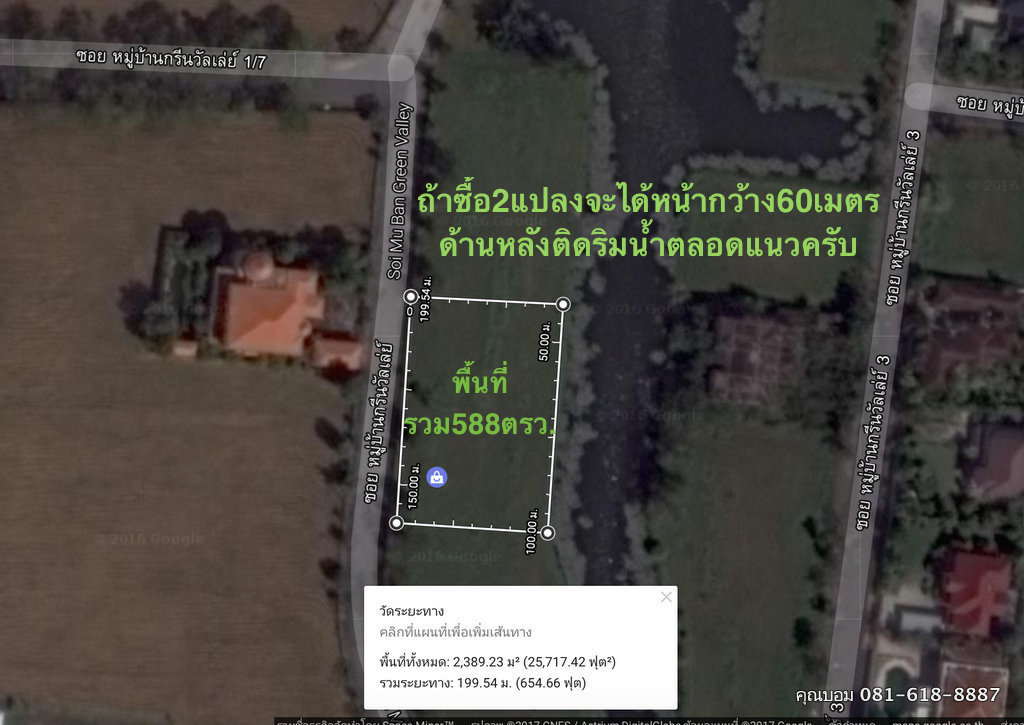 ซอย หมู่บ้านกรีนวัลเล่ย์ 1/7
Soi Mu Ban Green Valley
ซอย หมู่บ้านกรีนวัลเล่ย์ 3
ซอย หมู่บ้
© 2016
ถ้าซื้อ2แปลงจะได้หน้ากว้าง60เมตร
ด้านหลังติดริมน้ำตลอดแนวครับ
199.54 ม.
0
50.00 ม.
© 2016 Google
พื้นที่
รวม588ตรว.
ซอย หมู่บ้านกรีนวัลเล่ย์
ซอย หมู่บ้านกรีนวัลเล่ย์ 3
150.00 ม.
100.00 ม.
© 2016 Google
© 2016 Google
วัดระยะทาง
คลิกที่แผนที่เพื่อเพิ่มเส้นทาง
พื้นที่ทั้งหมด: 2,389.23 ม² (25,717.42 ฟุต²)
รวมระยะทาง: 199.54 ม. (654.66 ฟุต)
คุณบอม 081-618-8887